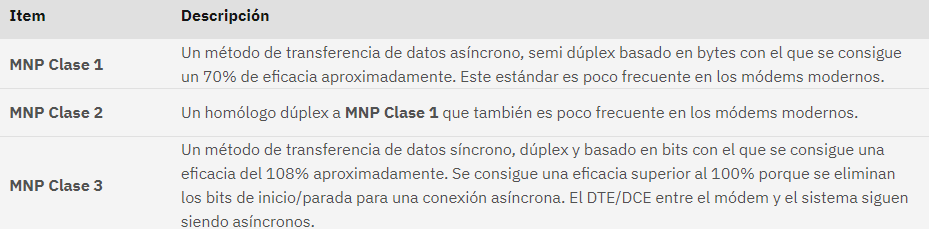 Item Descripción
MNP Clase 1
Un método de transferencia de datos asíncrono, semi dúplex basado en bytes con el que se consigue
un 70% de eficacia aproximadamente. Este estándar es poco frecuente en los módems modernos.
MNP Clase 2 Un homólogo dúplex a MNP Clase 1 que también es poco frecuente en los módems modernos.
MNP Clase 3
Un método de transferencia de datos síncrono, dúplex y basado en bits con el que se consigue una
eficacia del 108% aproximadamente. Se consigue una eficacia superior al 100% porque se eliminan
los bits de inicio/parada para una conexión asíncrona. El DTE/DCE entre el módem y el sistema siguen
siendo asíncronos.